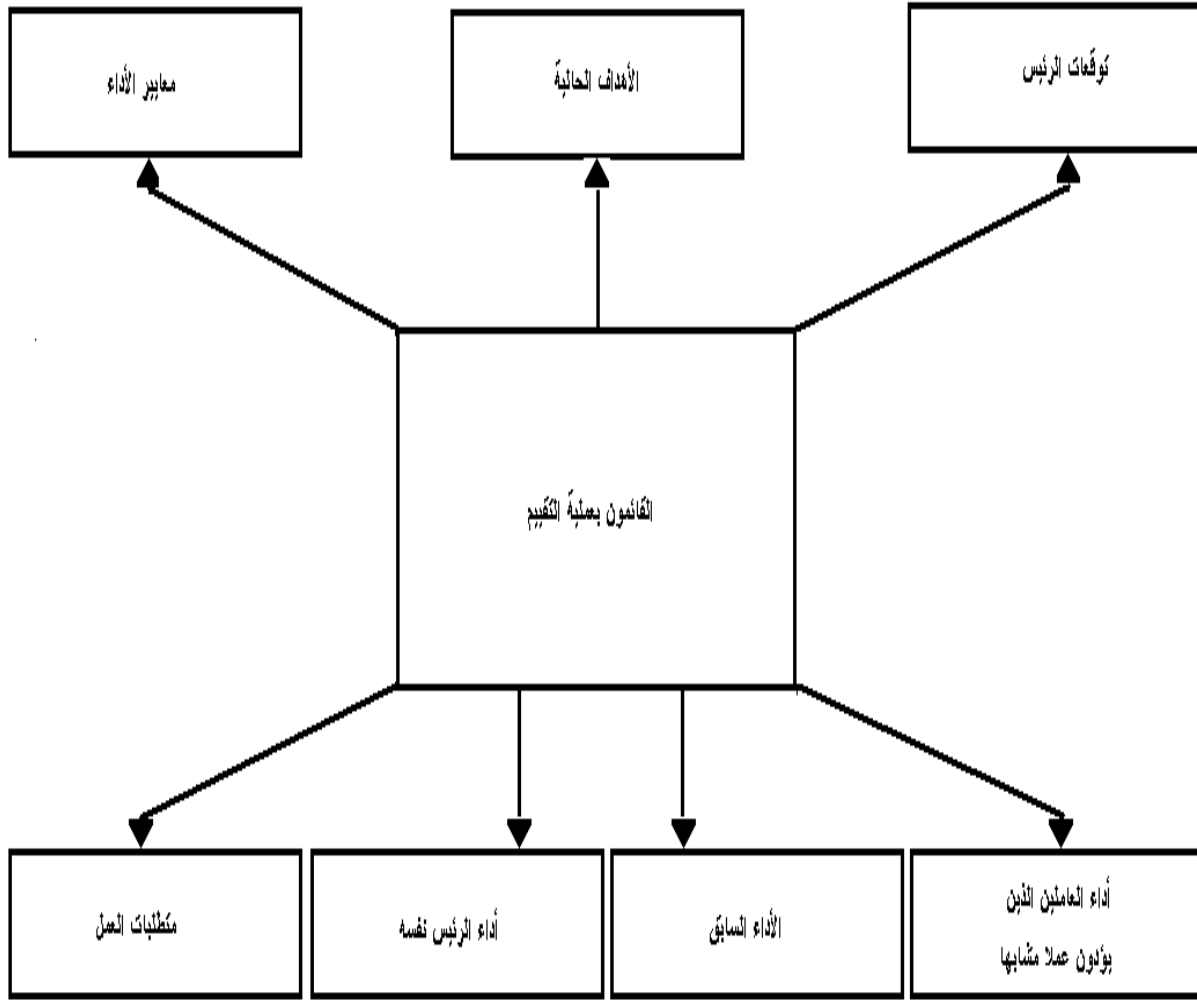 توقعات الرئيس
الأهداف الحالية
معايير الأداء
القائمون بعملية التقييم
أداء العاملين الذين
يؤدون عملا مشابها
الأداء السابق
أداء الرئيس نفسه
متطلبات العمل